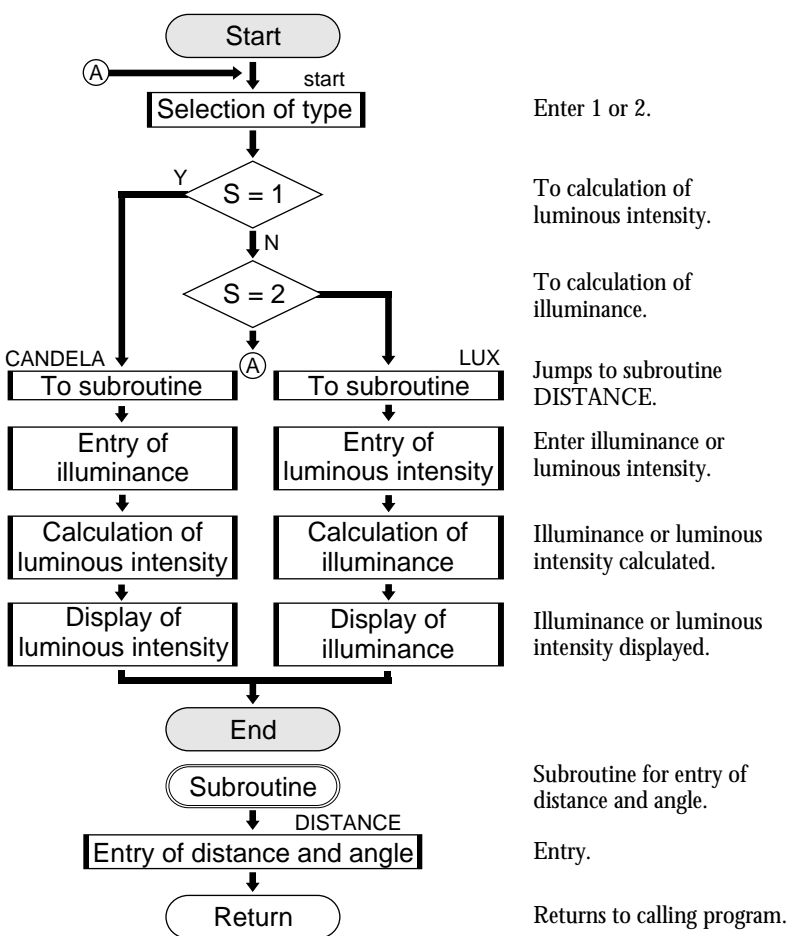 Start
A
start
Selection of type
Enter 1 or 2.
Y
S = 1
To calculation of
luminous intensity.
N
S = 2
To calculation of
illuminance.
A
CANDELA
LUX
To subroutine
To subroutine
Jumps to subroutine
DISTANCE.
Entry of
illuminance
Entry of
luminous intensity
Enter illuminance or
luminous intensity.
Calculation of
luminous intensity
Calculation of
illuminance
Illuminance or luminous
intensity calculated.
Display of
luminous intensity
Display of
illuminance
Illuminance or luminous
intensity displayed.
End
Subroutine
Subroutine for entry of
distance and angle.
DISTANCE
Entry of distance and angle
Entry.
Return
Returns to calling program.